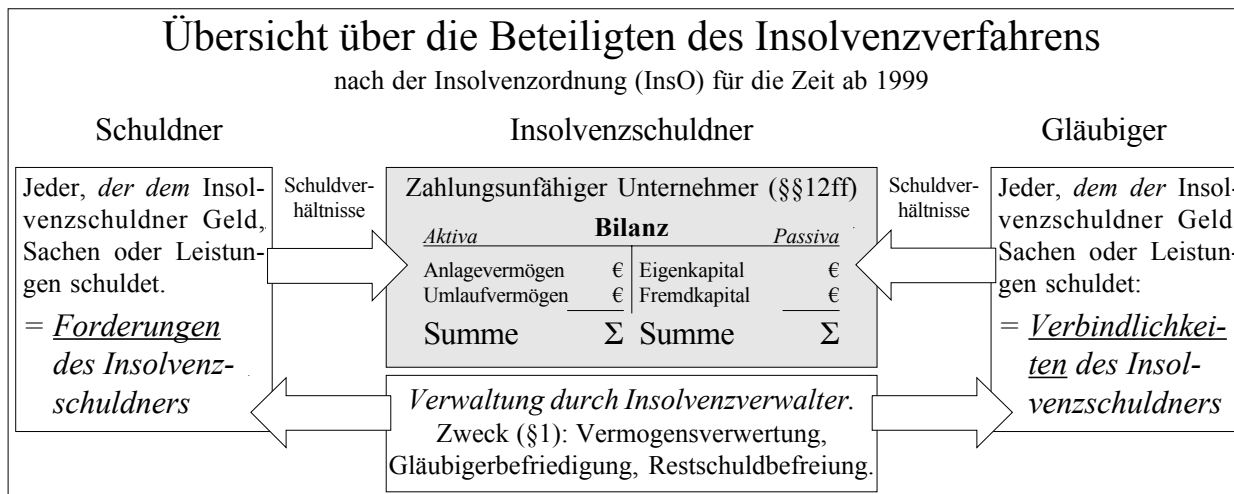 Übersicht über die Beteiligten des Insolvenzverfahrens
nach der Insolvenzordnung (InsO) für die Zeit ab 1999
Schuldner
Jeder, der dem Insol-
venzschuldner Geld,
Sachen oder Leistun-
gen schuldet.
= Forderungen
des Insolvenz-
schuldners
Schuldver-
hältnisse
Insolvenzschuldner
Zahlungsunfähiger Unternehmer (§§12ff)
Aktiva Bilanz Passiva
Anlagevermögen € Eigenkapital €
Umlaufvermögen € Fremdkapital €
Summe Σ Summe Σ
Verwaltung durch Insolvenzverwalter.
Zweck (§1): Vermogensverwertung,
Gläubigerbefriedigung, Restschuldbefreiung.
Schuldver-
hältnisse
Gläubiger
Jeder, dem der Insol-
venzschuldner Geld,
Sachen oder Leistun-
gen schuldet:
= Verbindlichkei-
ten des Insol-
venzschuldners